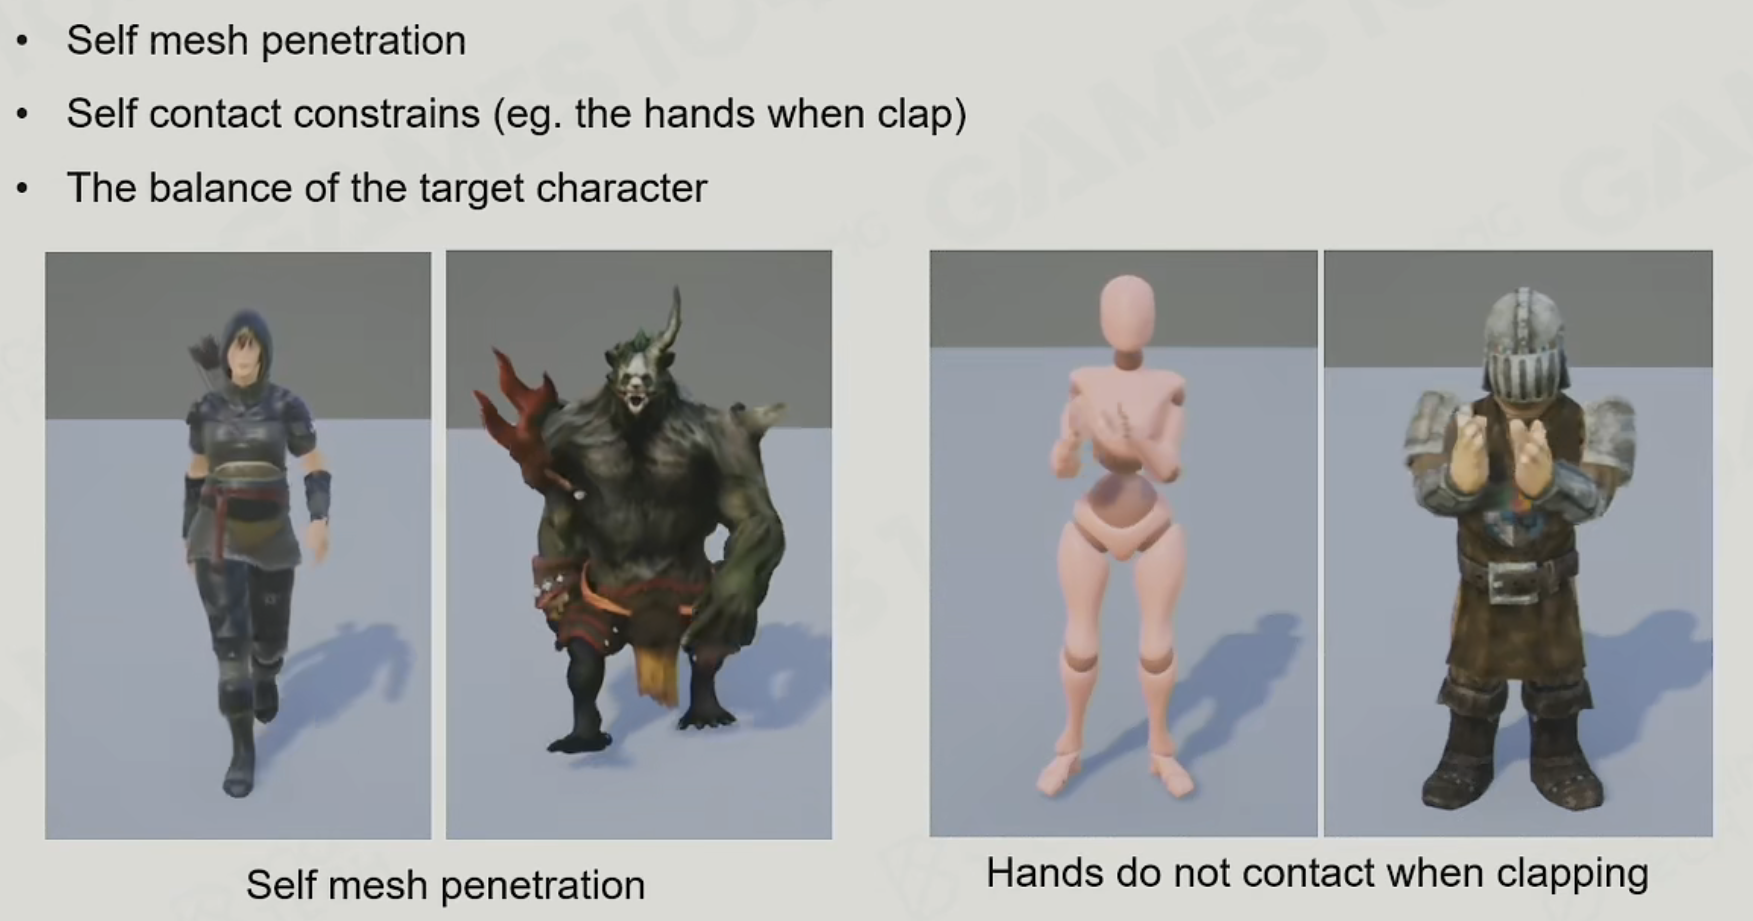 • Self mesh penetration
• Self contact constrains (eg. the hands when clap)
• The balance of the target character
Self mesh penetration
Hands do not contact when clapping